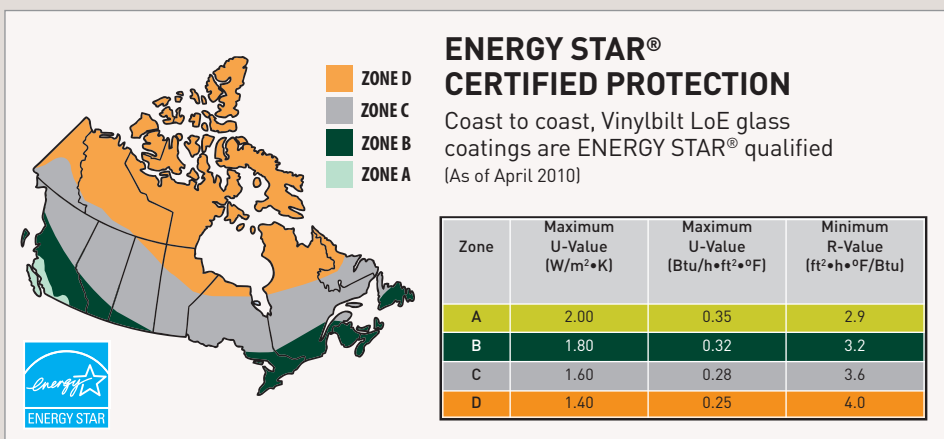 ZONE D
ZONE C
ZONE B
ZONE A
energy
ENERGY STAR
ENERGY STAR®
CERTIFIED PROTECTION
Coast to coast, Vinylbilt LoE glass
coatings are ENERGY STAR® qualified
(As of April 2010)
Zone Maximum U-Value (W/m²•K) Maximum U-Value (Btu/h•ft²•ºF) Minimum R-Value (ft²•h•ºF/Btu)
A 2.00 0.35 2.9
B 1.80 0.32 3.2
C 1.60 0.28 3.6
D 1.40 0.25 4.0